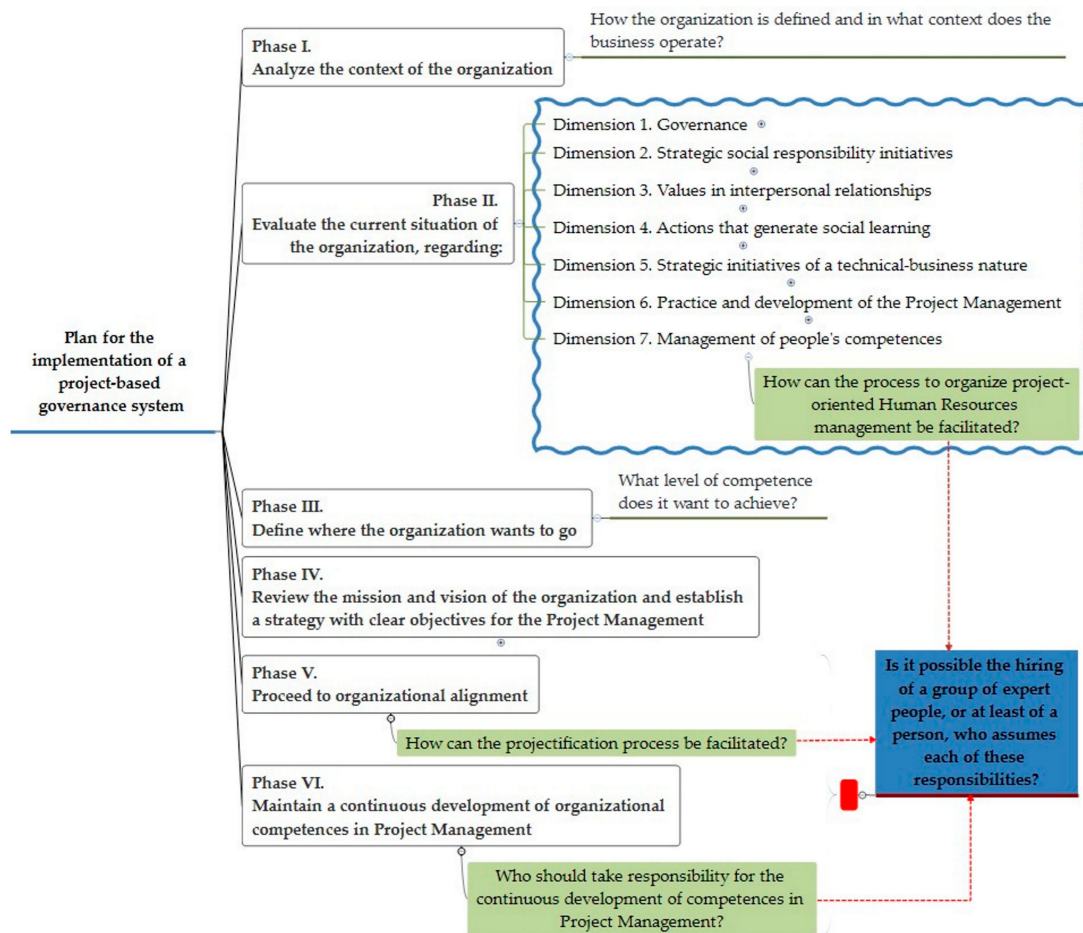 Plan for the
implementation of a
project-based
governance system
Phase I.
Analyze the context of the organization
How the organization is defined and in what context does the
business operate?
Phase II.
Evaluate the current situation of
the organization, regarding:
Dimension 1. Governance
Dimension 2. Strategic social responsibility initiatives
Dimension 3. Values in interpersonal relationships
Dimension 4. Actions that generate social learning
Dimension 5. Strategic initiatives of a technical-business nature
Dimension 6. Practice and development of the Project Management
Dimension 7. Management of people's competences
How can the process to organize project-
oriented Human Resources
management be facilitated?
Phase III.
Define where the organization wants to go
What level of competence
does it want to achieve?
Phase IV.
Review the mission and vision of the organization and establish
a strategy with clear objectives for the Project Management
Phase V.
Proceed to organizational alignment
How can the projectification process be facilitated?
Phase VI.
Maintain a continuous development of organizational
competences in Project Management
Who should take responsibility for the
continuous development of competences in
Project Management?
Is it possible the hiring
of a group of expert
people, or at least of a
person, who assumes
each of these
responsibilities?